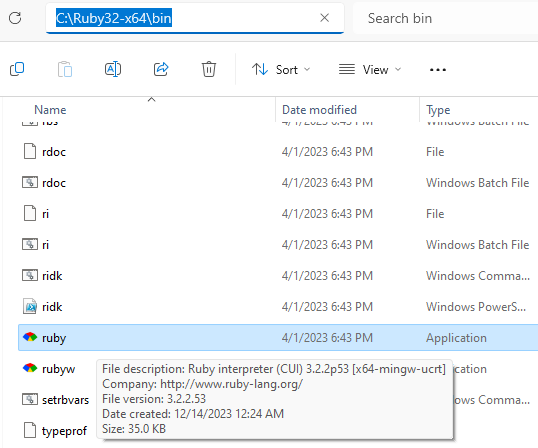 C:\Ruby32-x64\bin
Search bin
Sort View
Name Date modified Type
rbs 4/1/2023 6:43 PM Windows Batch File
rdoc 4/1/2023 6:43 PM File
rdoc 4/1/2023 6:43 PM Windows Batch File
ri 4/1/2023 6:43 PM File
ri 4/1/2023 6:43 PM Windows Batch File
ridk 4/1/2023 6:43 PM Windows Comma...
ridk 4/1/2023 6:43 PM Windows PowerS...
ruby 4/1/2023 6:43 PM Application
rubyw
File description: Ruby interpreter (CUI) 3.2.2p53 [x64-mingw-ucrt]
Company: http://www.ruby-lang.org/
File version: 3.2.2.53
Date created: 12/14/2023 12:24 AM
Size: 35.0 KB
setrbvars
typeprof